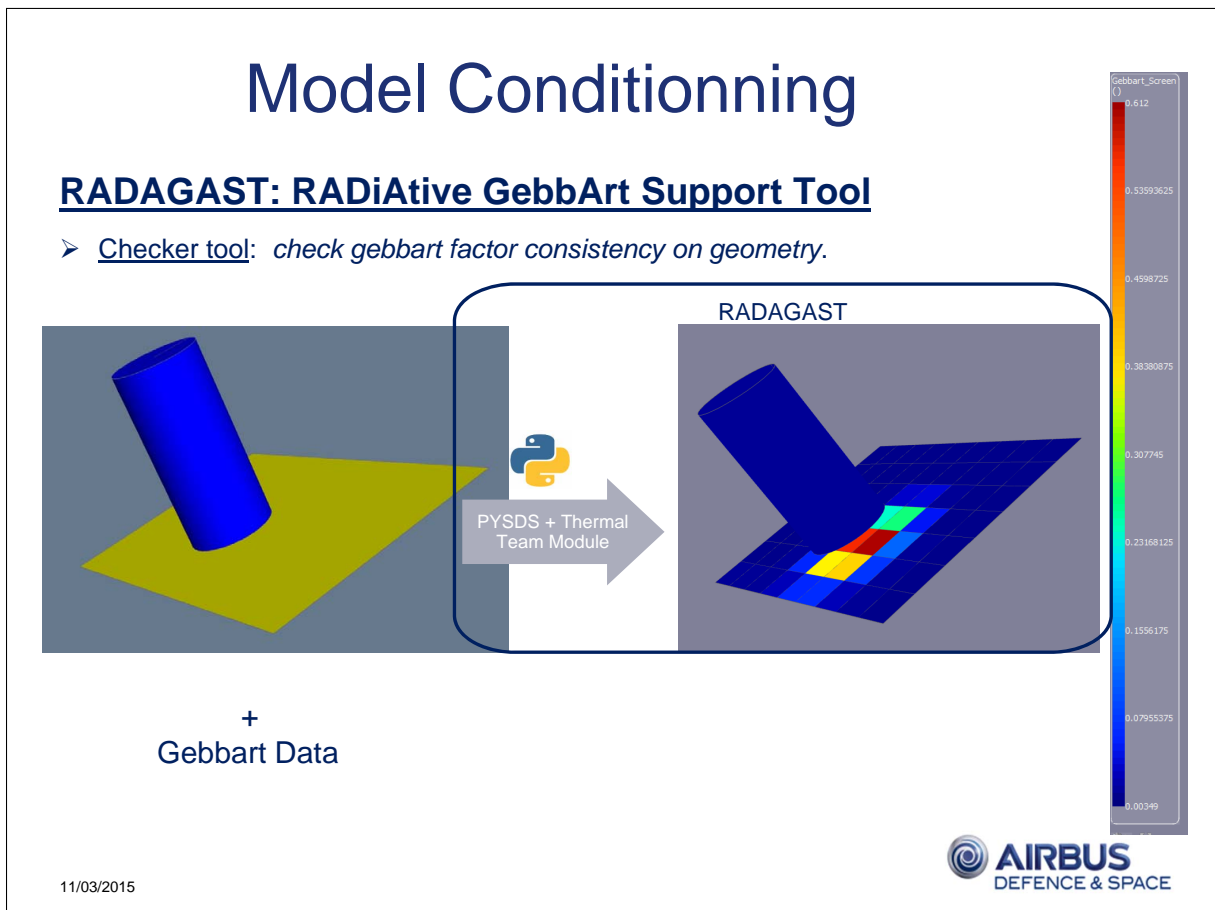 Model Conditionning
RADAGAST: RADiAtive GebbArt Support Tool
➢ Checker tool: check gebbart factor consistency on geometry.
RADAGAST
PYSDS + Thermal
Team Module
+
Gebbart Data
Gebbart_Screen
()
0.612
0.53593625
0.4598725
0.38380875
0.307745
0.23168125
0.1556175
0.07955375
0.00349
11/03/2015
AIRBUS
DEFENCE & SPACE